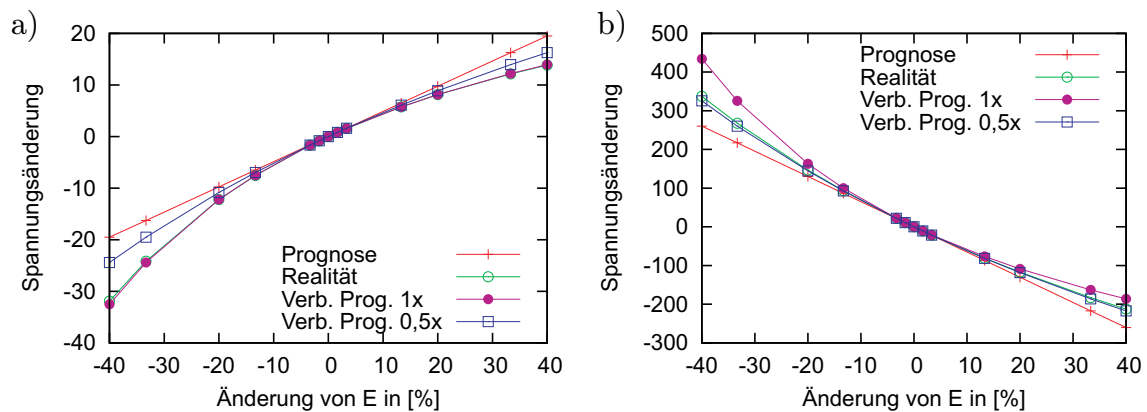 a)
20
10
0
-10
-20
-30
-40
Spannungsänderung
Prognose
Realität
Verb. Prog. 1x
Verb. Prog. 0,5x
-40 -30 -20 -10 0 10 20 30 40
Änderung von E in [%]
b)
500
400
300
200
100
0
-100
-200
-300
Spannungsänderung
Prognose
Realität
Verb. Prog. 1x
Verb. Prog. 0,5x
-40 -30 -20 -10 0 10 20 30 40
Änderung von E in [%]